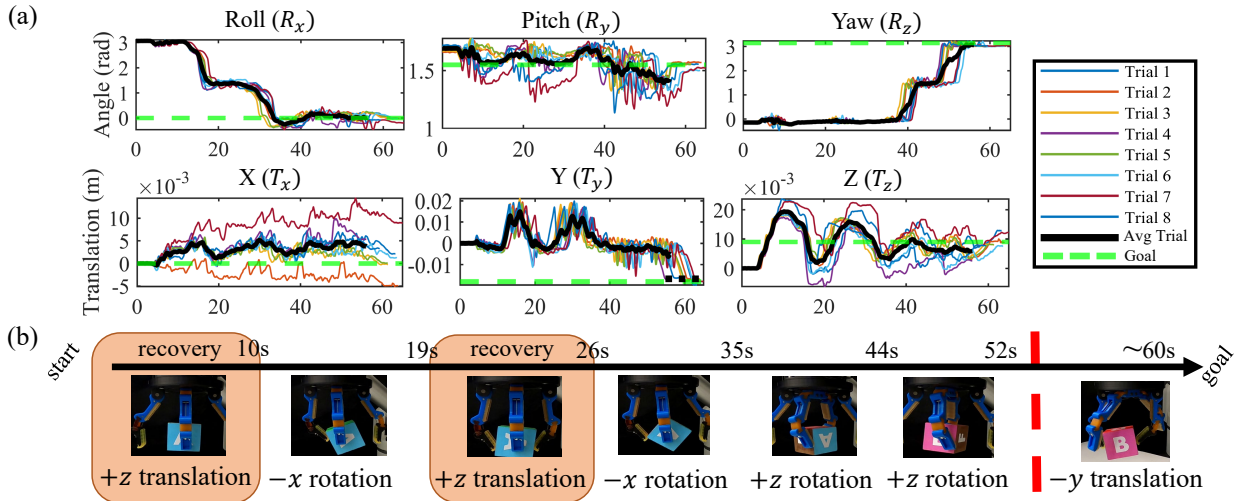 (a)
Roll (Rₓ)
Pitch (R_y)
Yaw (R_z)
Angle (rad)
3
2
1
0
0 20 40 60
1.5
1
0 20 40 60
3
2
1
0
0 20 40 60
X (Tₓ)
Y (T_y)
Z (T_z)
Translation (m)
×10⁻³
10
5
0
-5
0 20 40 60
0.02
0.01
0
-0.01
0 20 40 60
×10⁻³
20
10
0
0 20 40 60
Trial 1
Trial 2
Trial 3
Trial 4
Trial 5
Trial 6
Trial 7
Trial 8
Avg Trial
Goal
(b)
start
recovery 10s 19s recovery 26s 35s 44s 52s ~60s
goal
A
B
+z translation −x rotation +z translation −x rotation +z rotation +z rotation −y translation